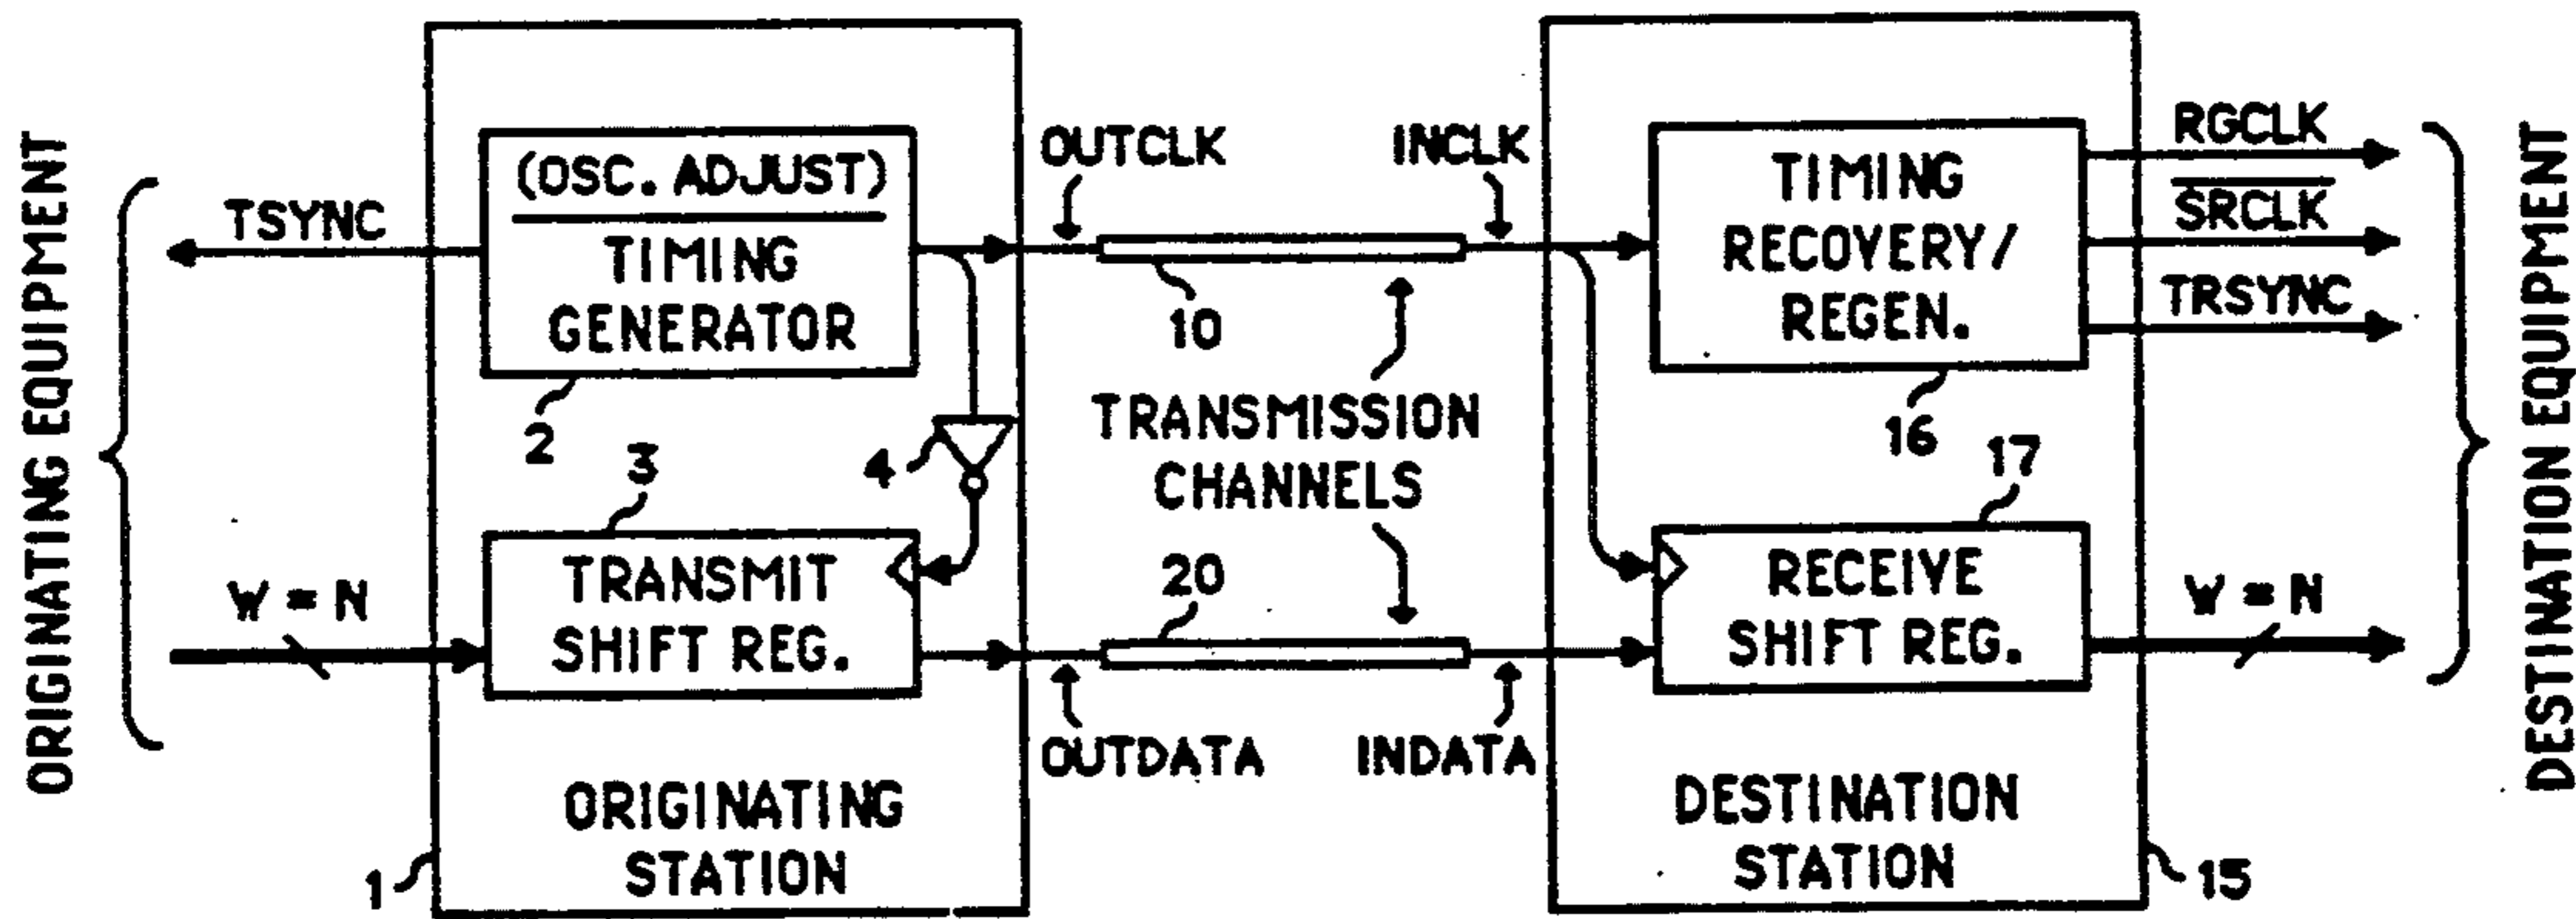 ORIGINATING EQUIPMENT
TSYNC
W = N
(OSC. ADJUST)
TIMING
GENERATOR
2
3
4
TRANSMIT
SHIFT REG.
ORIGINATING
STATION
1
OUTCLK
INCLK
10
TRANSMISSION
CHANNELS
20
OUTDATA
INDATA
TIMING
RECOVERY/
REGEN.
16
17
RECEIVE
SHIFT REG.
DESTINATION
STATION
15
RGCLK
SRCLK
TRSYNC
W = N
DESTINATION EQUIPMENT